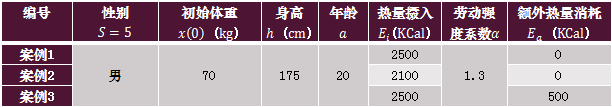 编号 性别 初始体重 身高 年龄 热量摄入 劳动强 额外热量消耗
S = 5 x(0) (kg) h (cm) a E_i(KCal) 度系数α E_a (KCal)
案例1 2500 0
案例2 男 70 175 20 2100 1.3 0
案例3 2500 500